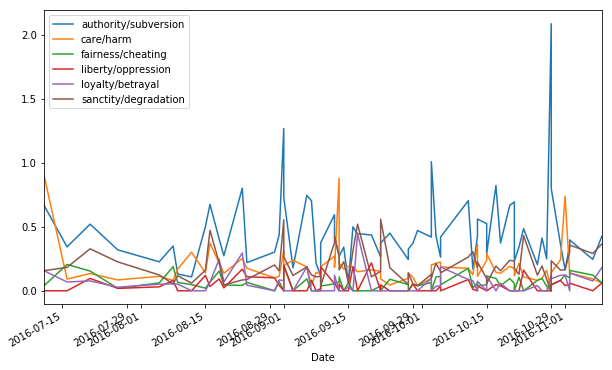 authority/subversion
care/harm
fairness/cheating
liberty/oppression
loyalty/betrayal
sanctity/degradation
2.0
1.5
1.0
0.5
0.0
2016-07-15
2016-07-29
2016-08-01
2016-08-15
2016-08-29
2016-09-01
2016-09-15
2016-09-29
2016-10-01
2016-10-15
2016-10-29
2016-11-01
Date